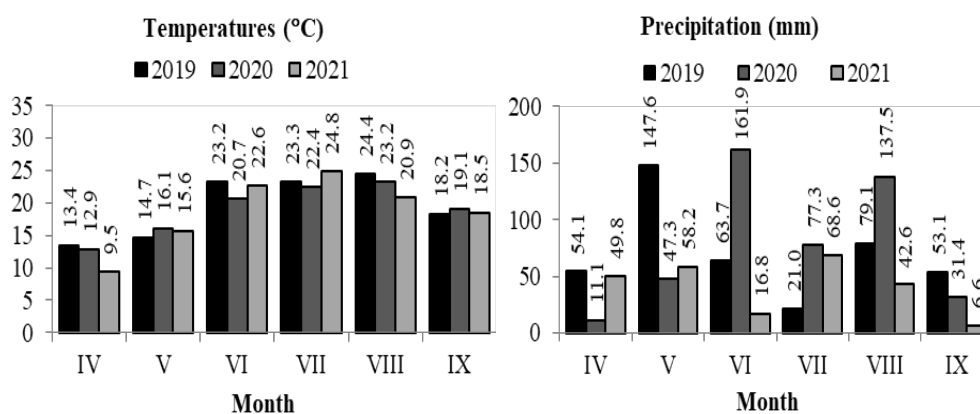 Temperatures (°C)
2019 2020 2021
35
30
25
20
15
10
5
0
13.4 12.9 9.5
14.7 16.1 15.6
23.2 20.7 22.6
23.3 22.4 24.8
24.4 23.2 20.9
18.2 19.1 18.5
IV V VI VII VIII IX
Month
Precipitation (mm)
2019 2020 2021
200
150
100
50
0
54.1 11.1 49.8
147.6 47.3 58.2
63.7 161.9 16.8
21.0 77.3 68.6
79.1 137.5 42.6
53.1 31.4 6.6
IV V VI VII VIII IX
Month